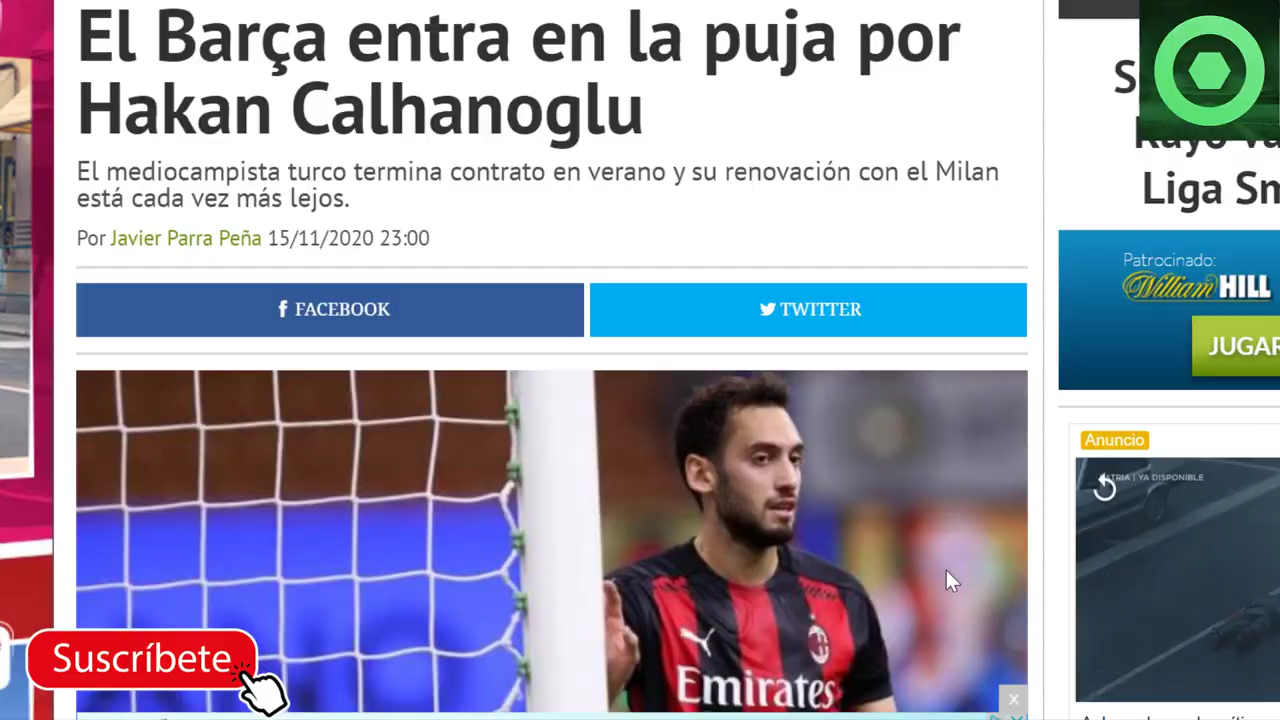 El Barça entra en la puja por
Hakan Calhanoglu
El mediocampista turco termina contrato en verano y su renovación con el Milan
está cada vez más lejos.
Por Javier Parra Peña 15/11/2020 23:00
f FACEBOOK
TWITTER
Emirates
Suscríbete
Liga Sm
Patrocinado:
William HILL
JUGAR
Anuncio
ATRIA | YA DISPONIBLE
X